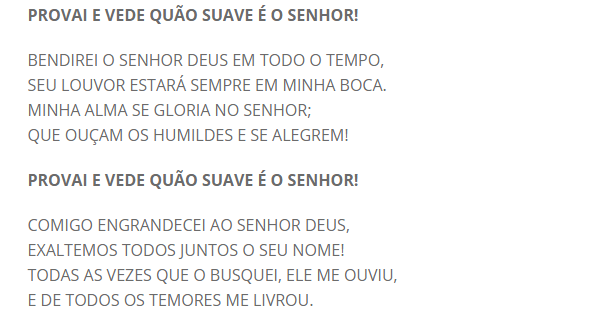 PROVAI E VEDE QUÃO SUAVE É O SENHOR!
BENDIREI O SENHOR DEUS EM TODO O TEMPO,
SEU LOUVOR ESTARÁ SEMPRE EM MINHA BOCA.
MINHA ALMA SE GLORIA NO SENHOR;
QUE OUÇAM OS HUMILDES E SE ALEGREM!
PROVAI E VEDE QUÃO SUAVE É O SENHOR!
COMIGO ENGRANDECEI AO SENHOR DEUS,
EXALTEMOS TODOS JUNTOS O SEU NOME!
TODAS AS VEZES QUE O BUSQUEI, ELE ME OUVIU,
E DE TODOS OS TEMORES ME LIVROU.